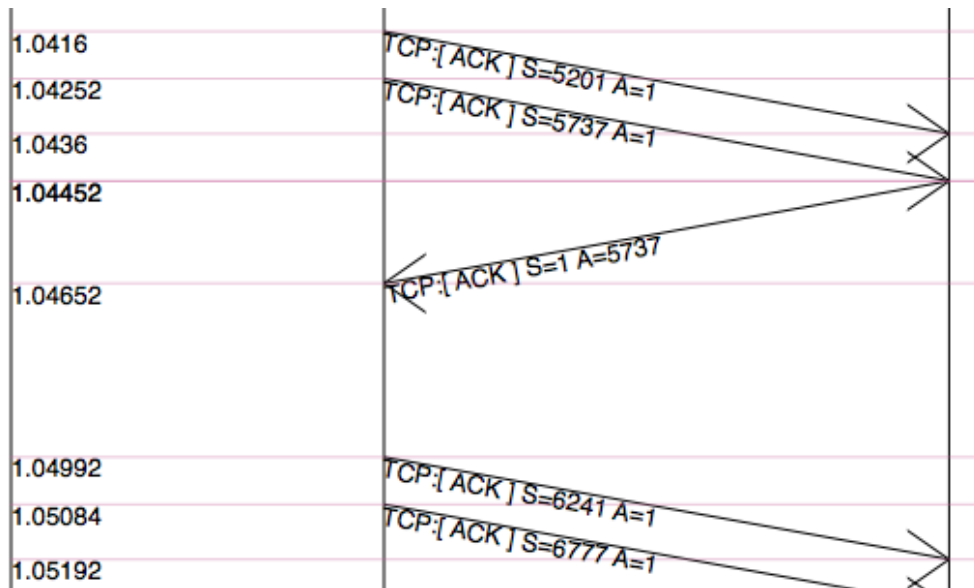 1.0416
TCP:[ ACK ] S=5201 A=1
1.04252
TCP:[ ACK ] S=5737 A=1
1.0436
1.04452
TCP:[ ACK ] S=1 A=5737
1.04652
1.04992
TCP:[ ACK ] S=6241 A=1
1.05084
TCP:[ ACK ] S=6777 A=1
1.05192